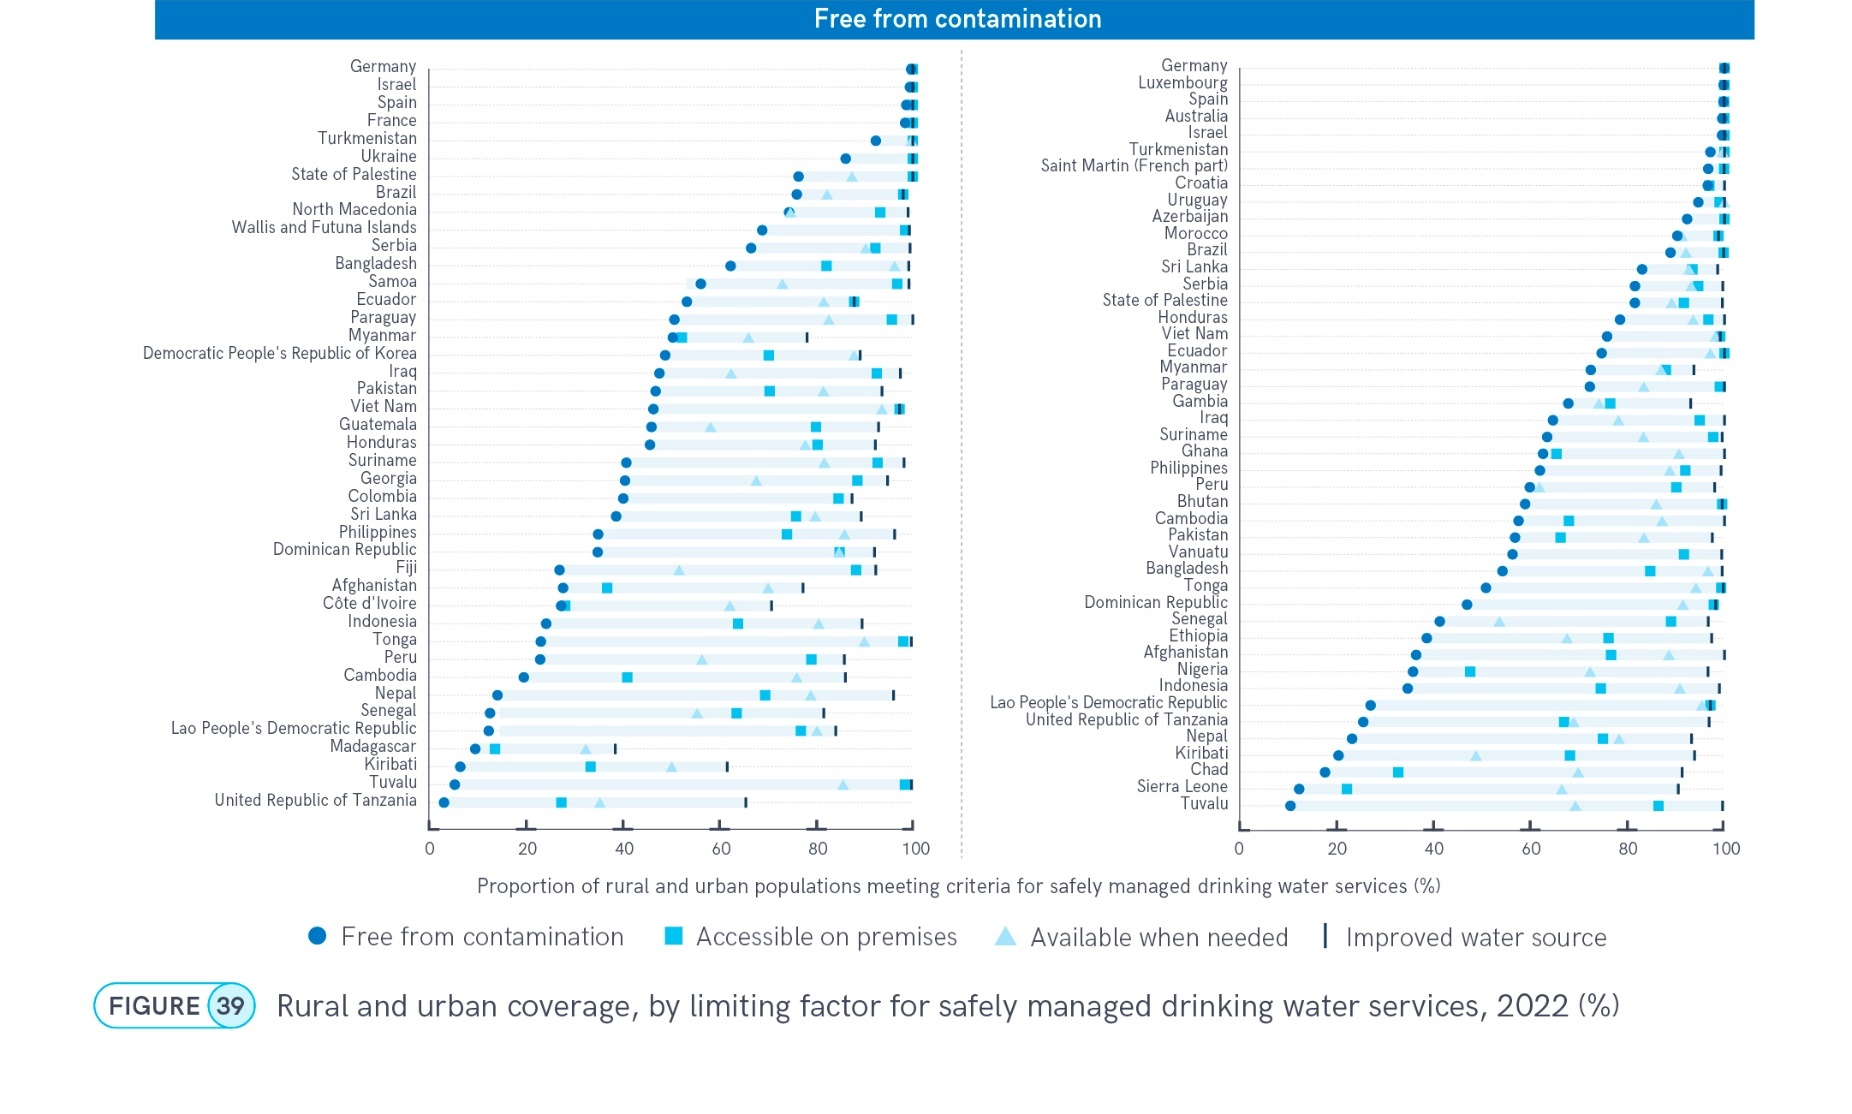 Free from contamination
Germany
Israel
Spain
France
Turkmenistan
Ukraine
State of Palestine
Brazil
North Macedonia
Wallis and Futuna Islands
Serbia
Bangladesh
Samoa
Ecuador
Paraguay
Myanmar
Democratic People's Republic of Korea
Iraq
Pakistan
Viet Nam
Guatemala
Honduras
Suriname
Georgia
Colombia
Sri Lanka
Philippines
Dominican Republic
Fiji
Afghanistan
Côte d'Ivoire
Indonesia
Tonga
Peru
Cambodia
Nepal
Senegal
Lao People's Democratic Republic
Madagascar
Kiribati
Tuvalu
United Republic of Tanzania
0 20 40 60 80 100
Germany
Luxembourg
Spain
Australia
Israel
Turkmenistan
Saint Martin (French part)
Croatia
Uruguay
Azerbaijan
Morocco
Brazil
Sri Lanka
Serbia
State of Palestine
Honduras
Viet Nam
Ecuador
Myanmar
Paraguay
Gambia
Iraq
Suriname
Ghana
Philippines
Peru
Bhutan
Cambodia
Pakistan
Vanuatu
Bangladesh
Tonga
Dominican Republic
Senegal
Ethiopia
Afghanistan
Nigeria
Indonesia
Lao People's Democratic Republic
United Republic of Tanzania
Nepal
Kiribati
Chad
Sierra Leone
Tuvalu
0 20 40 60 80 100
Proportion of rural and urban populations meeting criteria for safely managed drinking water services (%)
Free from contamination Accessible on premises Available when needed Improved water source
FIGURE 39 Rural and urban coverage, by limiting factor for safely managed drinking water services, 2022 (%)